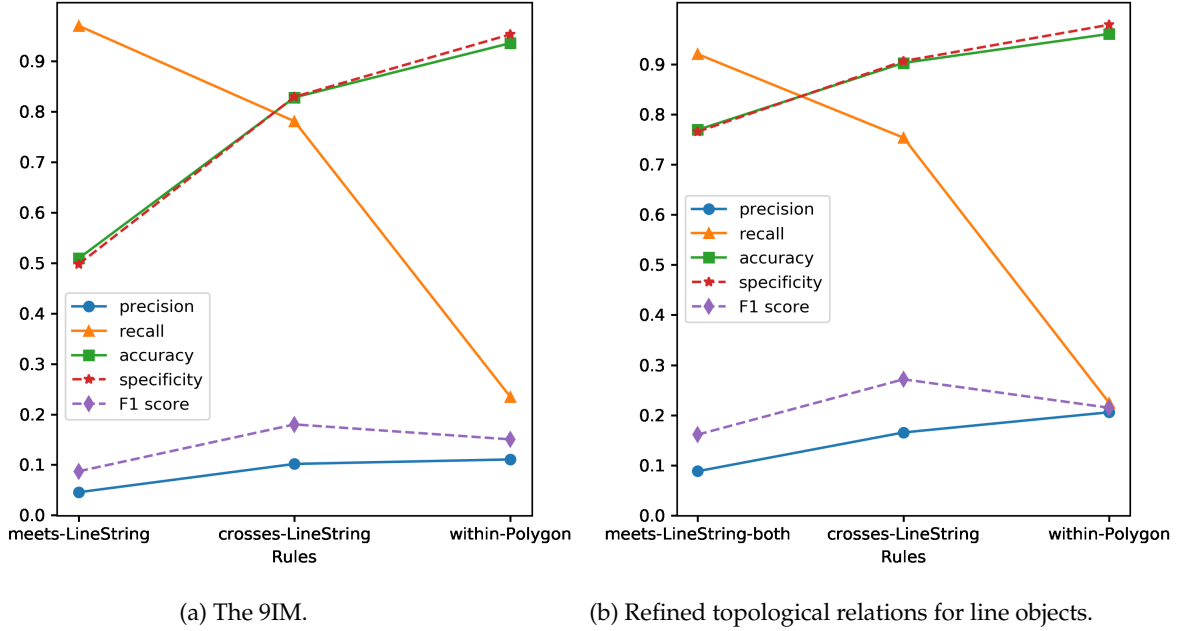 0.9
0.8
0.7
0.6
0.5
0.4
0.3
0.2
0.1
0.0
precision
recall
accuracy
specificity
F1 score
meets-LineString crosses-LineString within-Polygon
Rules
(a) The 9IM.
0.9
0.8
0.7
0.6
0.5
0.4
0.3
0.2
0.1
0.0
precision
recall
accuracy
specificity
F1 score
meets-LineString-both crosses-LineString within-Polygon
Rules
(b) Refined topological relations for line objects.